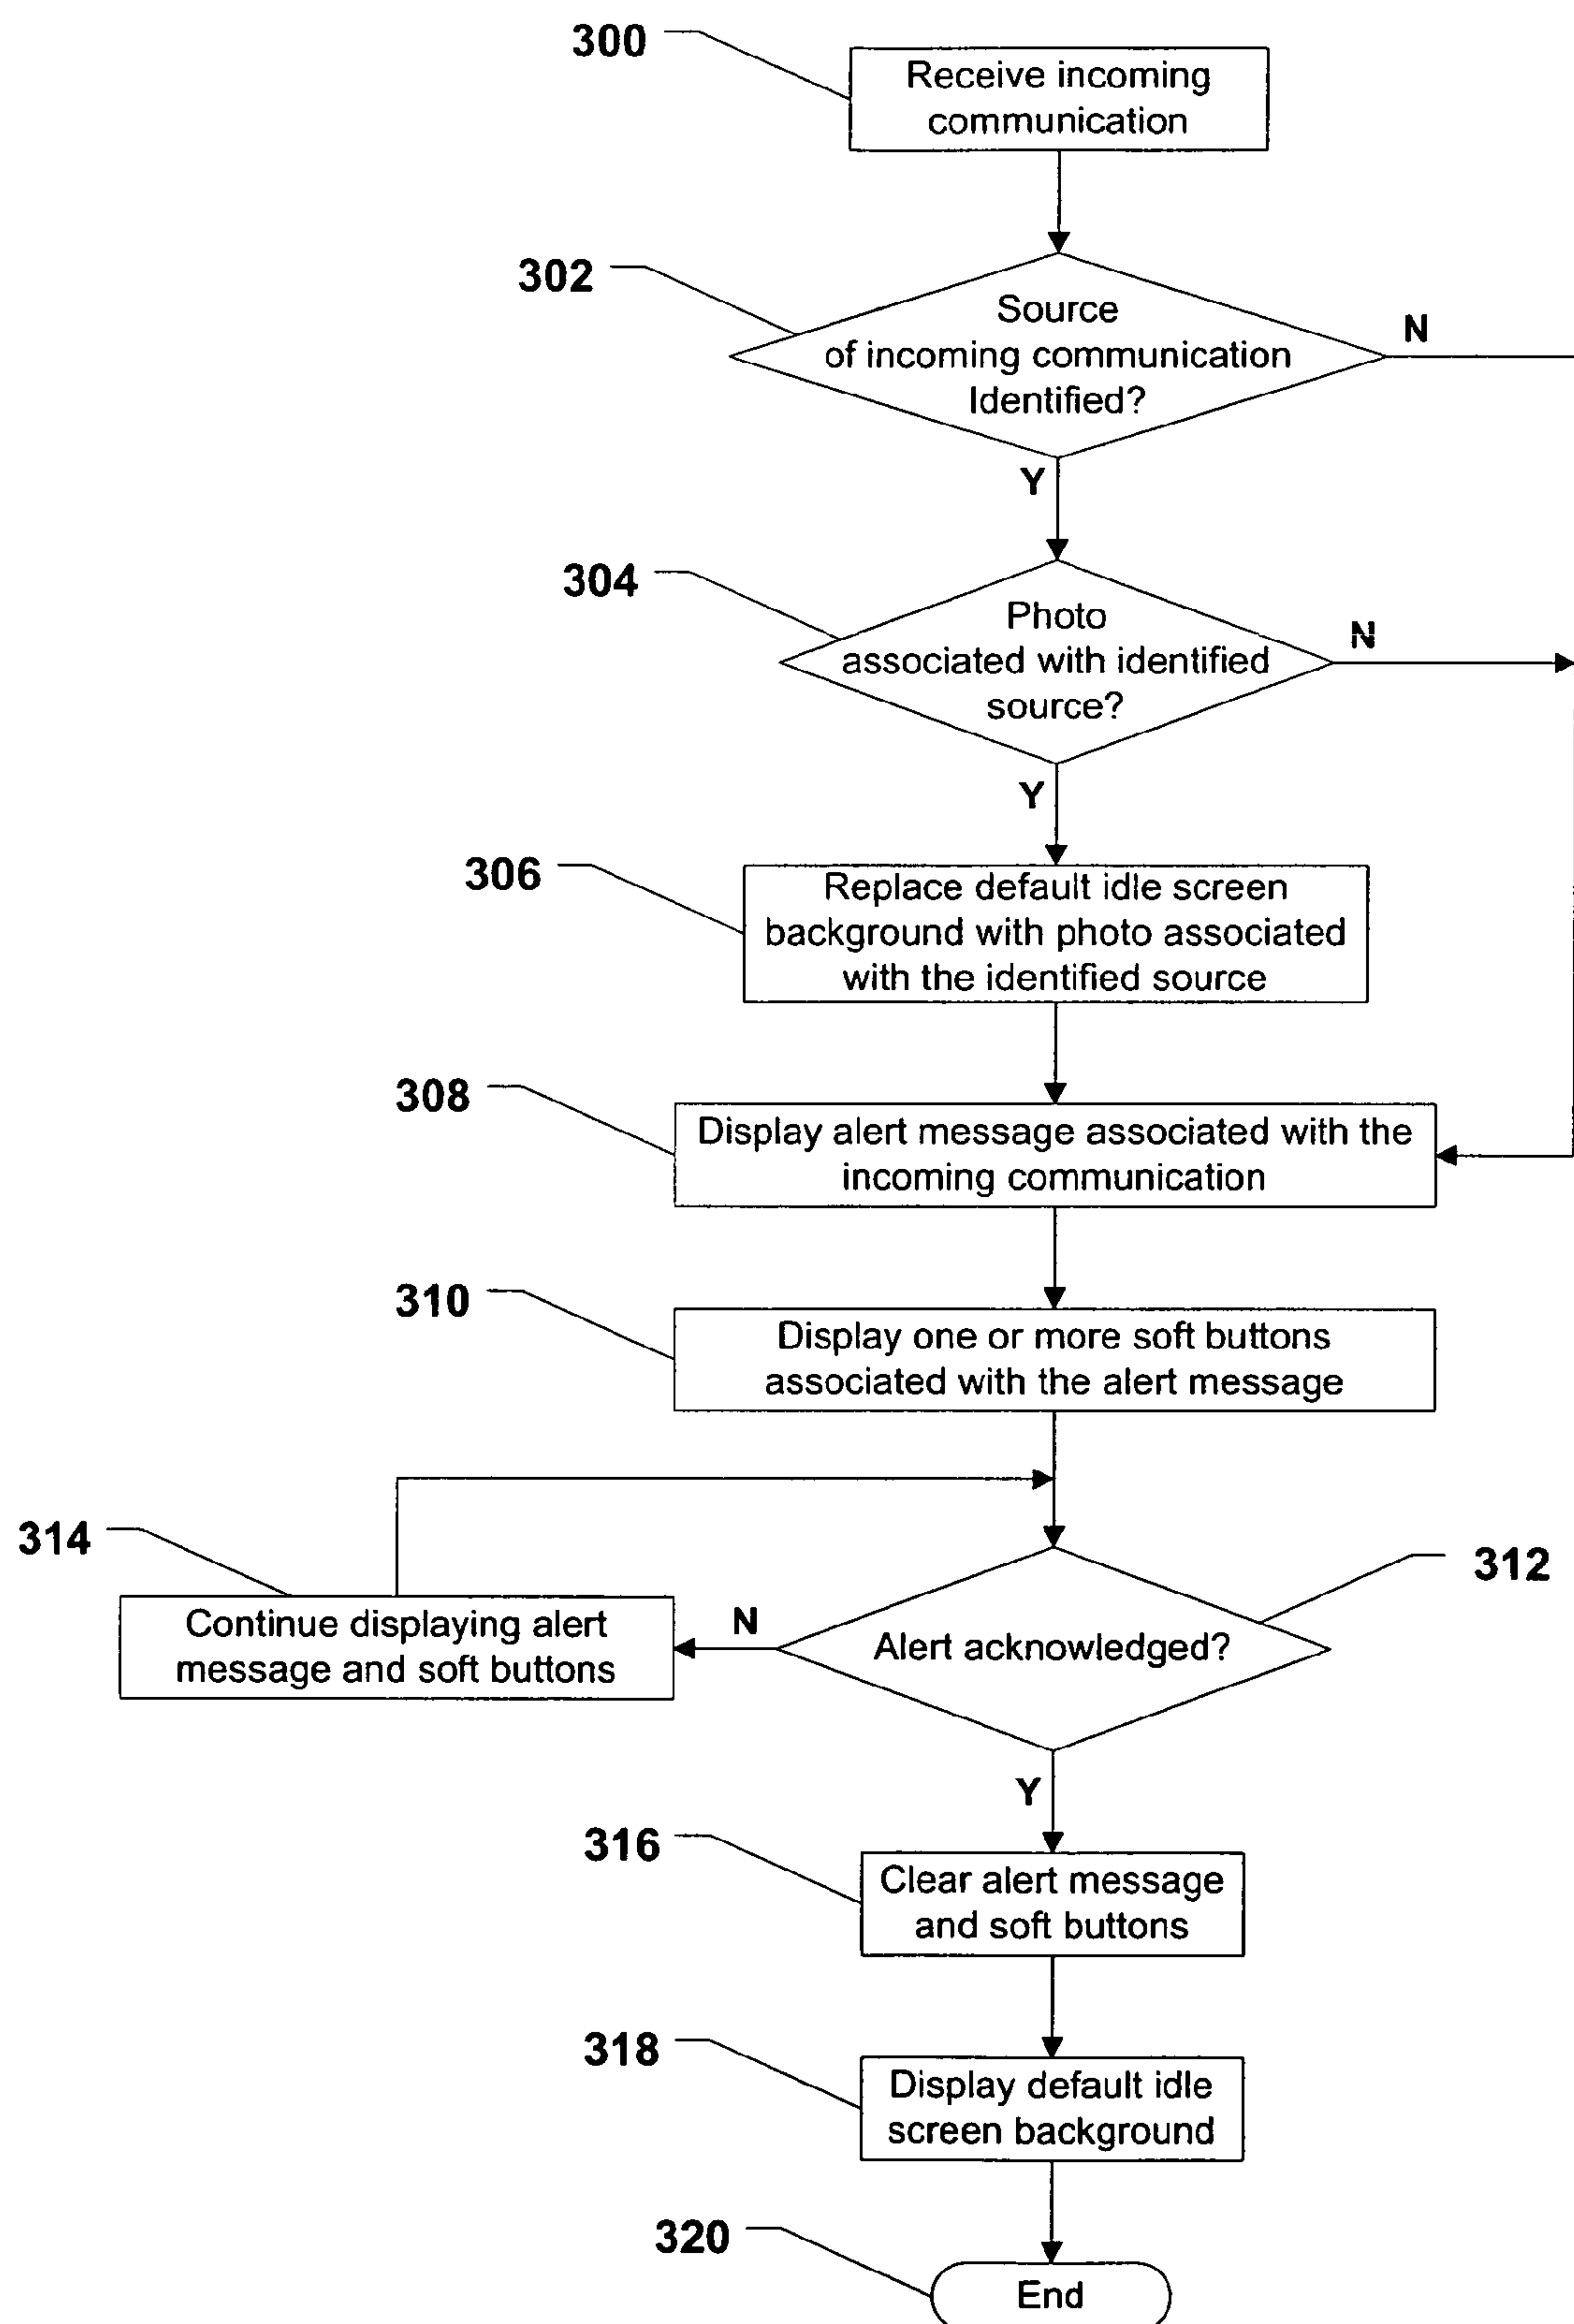 300
Receive incoming
communication
302
Source
of incoming communication
Identified?
N
Y
304
Photo
associated with identified
source?
N
Y
306
Replace default idle screen
background with photo associated
with the identified source
308
Display alert message associated with the
incoming communication
310
Display one or more soft buttons
associated with the alert message
314
Continue displaying alert
message and soft buttons
N
312
Alert acknowledged?
Y
316
Clear alert message
and soft buttons
318
Display default idle
screen background
320
End